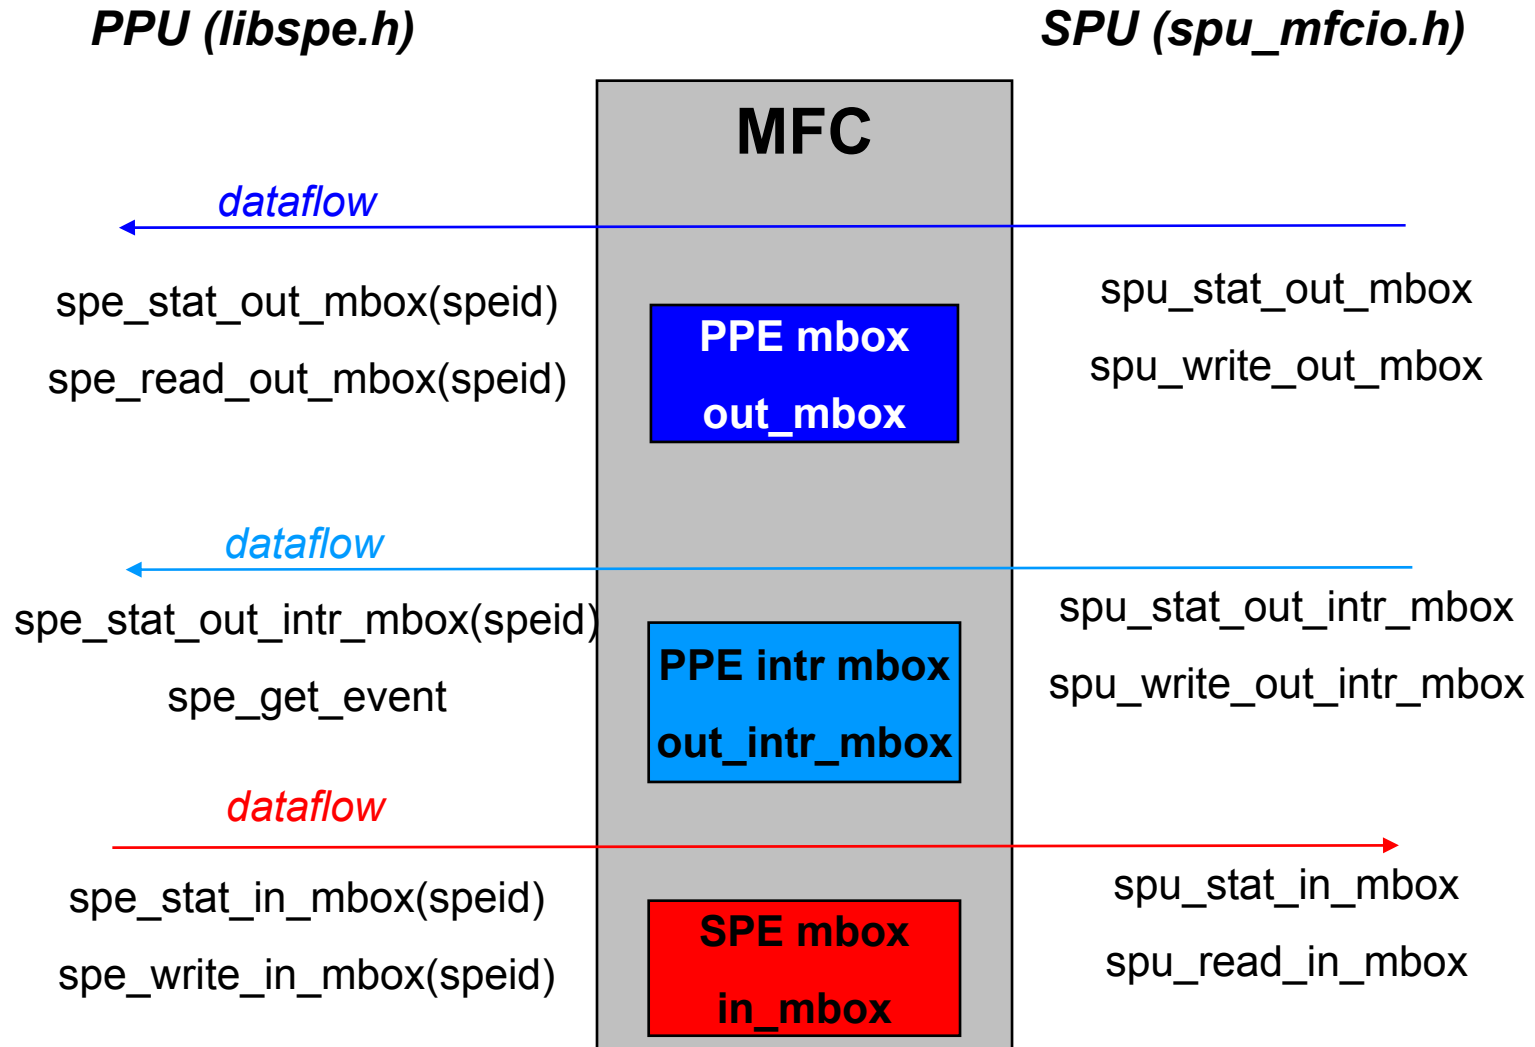 PPU (libspe.h)
SPU (spu_mfcio.h)
MFC
dataflow
spe_stat_out_mbox(speid)
spe_read_out_mbox(speid)
PPE mbox
out_mbox
spu_stat_out_mbox
spu_write_out_mbox
dataflow
spe_stat_out_intr_mbox(speid)
spe_get_event
PPE intr mbox
out_intr_mbox
spu_stat_out_intr_mbox
spu_write_out_intr_mbox
dataflow
spe_stat_in_mbox(speid)
spe_write_in_mbox(speid)
SPE mbox
in_mbox
spu_stat_in_mbox
spu_read_in_mbox